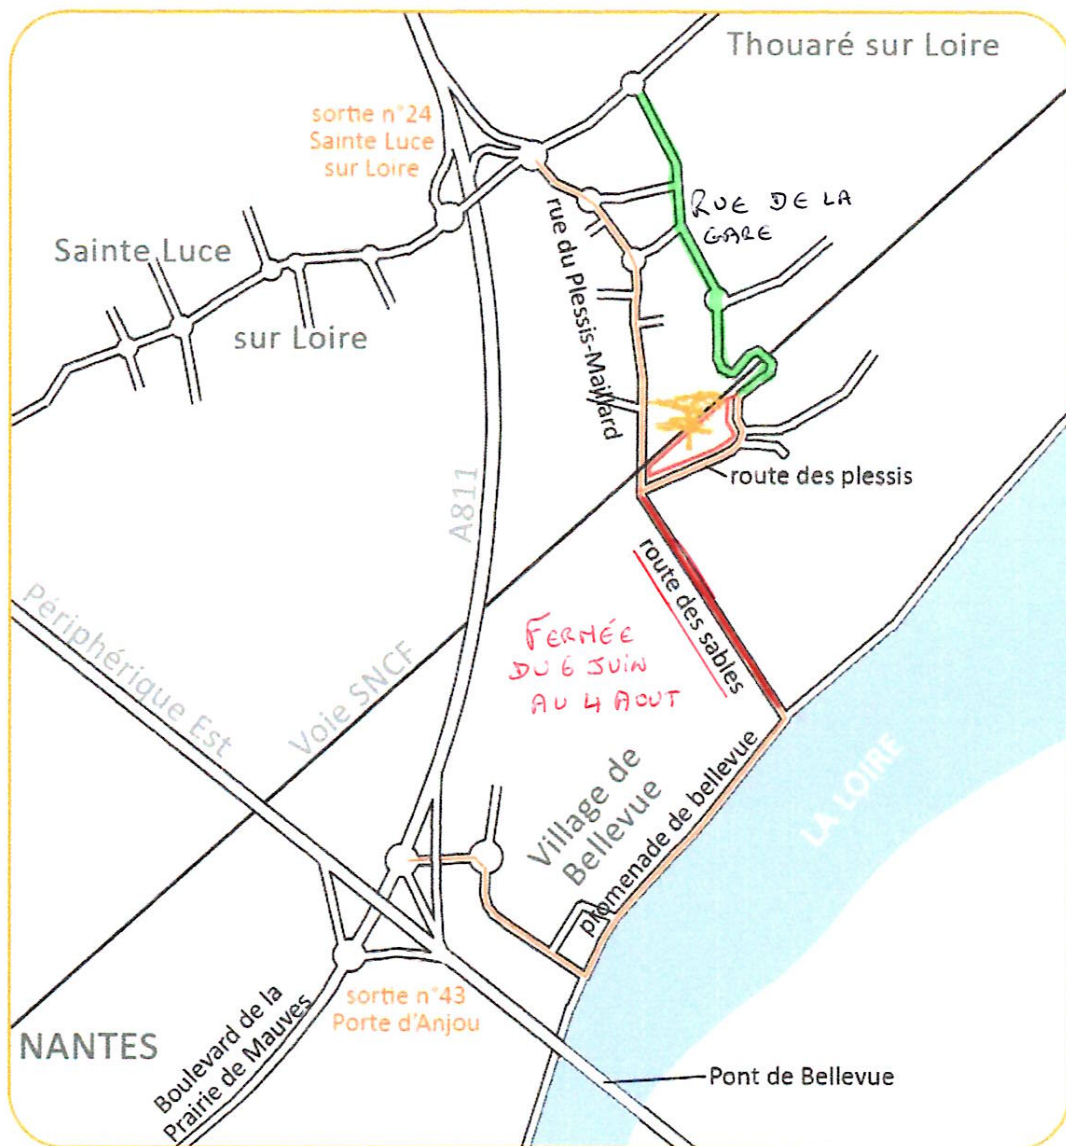 Thouaré sur Loire
sortie n°24
Sainte Luce
sur Loire
RUE DE LA
GARE
Sainte Luce
sur Loire
rue du Plessis-Maillard
route des plessis
A811
route des sables
FERMÉE
DU 6 JUIN
AU 4 AOUT
Périphérique Est
Voie SNCF
Village de
Bellevue
promenade de bellevue
LA LOIRE
sortie n°43
Porte d'Anjou
NANTES
Boulevard de la
Prairie de Mauves
Pont de Bellevue